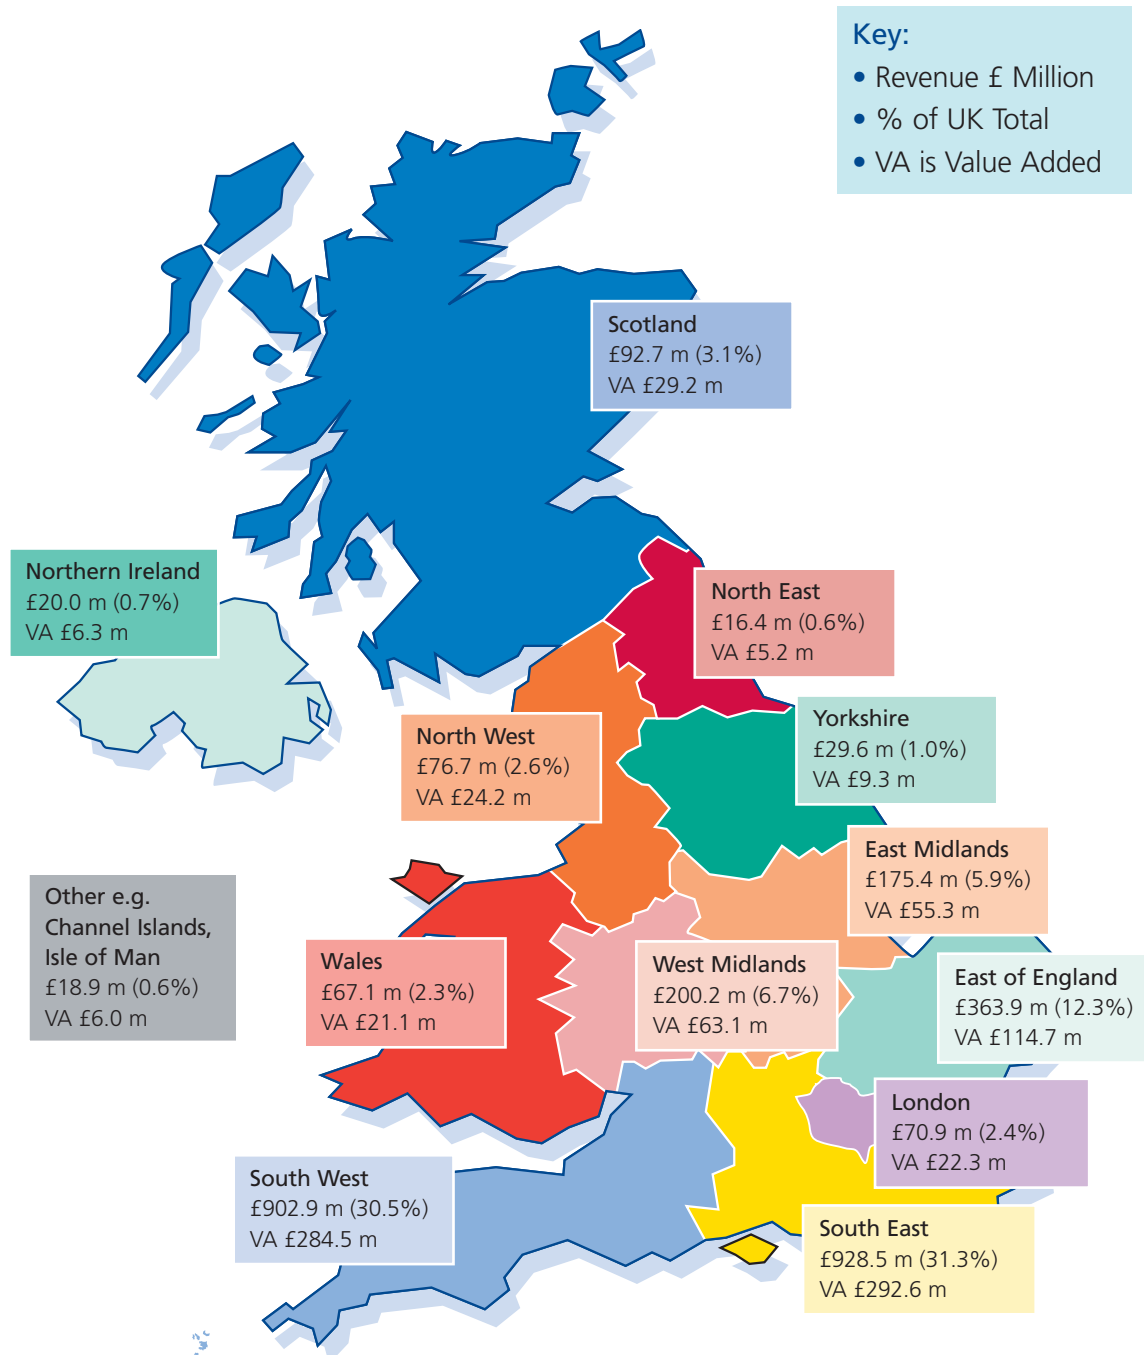 Key:
• Revenue £ Million
• % of UK Total
• VA is Value Added
Scotland
£92.7 m (3.1%)
VA £29.2 m
Northern Ireland
£20.0 m (0.7%)
VA £6.3 m
North East
£16.4 m (0.6%)
VA £5.2 m
North West
£76.7 m (2.6%)
VA £24.2 m
Yorkshire
£29.6 m (1.0%)
VA £9.3 m
East Midlands
£175.4 m (5.9%)
VA £55.3 m
Other e.g.
Channel Islands,
Isle of Man
£18.9 m (0.6%)
VA £6.0 m
Wales
£67.1 m (2.3%)
VA £21.1 m
West Midlands
£200.2 m (6.7%)
VA £63.1 m
East of England
£363.9 m (12.3%)
VA £114.7 m
London
£70.9 m (2.4%)
VA £22.3 m
South West
£902.9 m (30.5%)
VA £284.5 m
South East
£928.5 m (31.3%)
VA £292.6 m